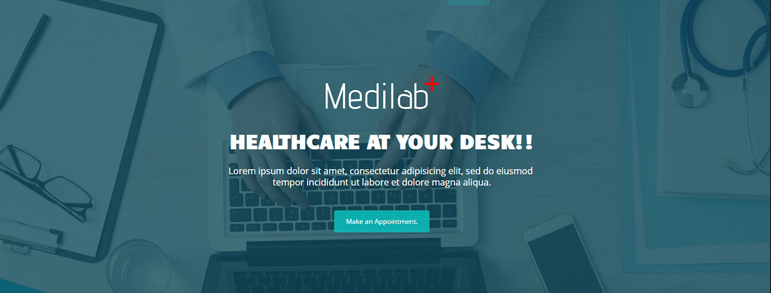 Medilab+
HEALTHCARE AT YOUR DESK!!
Lorem ipsum dolor sit amet, consectetur adipisicing elit, sed do eiusmod
tempor incididunt ut labore et dolore magna aliqua.
Make an Appointment.